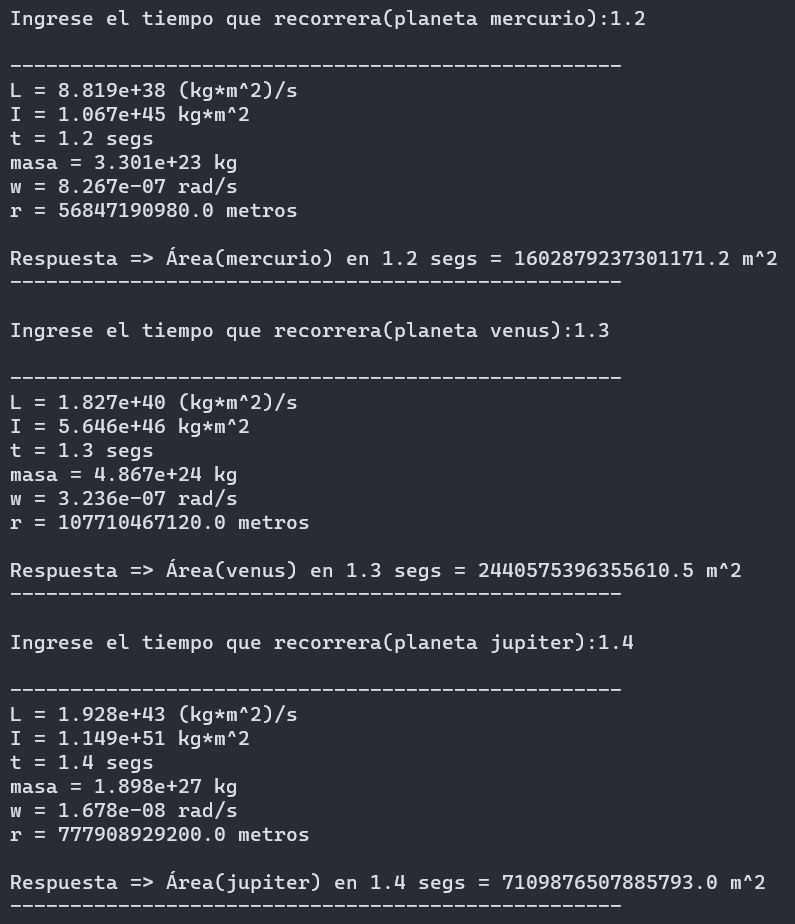 Ingrese el tiempo que recorrera(planeta mercurio):1.2
---------------------------------------------------
L = 8.819e+38 (kg*m^2)/s
I = 1.067e+45 kg*m^2
t = 1.2 segs
masa = 3.301e+23 kg
w = 8.267e-07 rad/s
r = 56847190980.0 metros
Respuesta => Área(mercurio) en 1.2 segs = 1602879237301171.2 m^2
---------------------------------------------------
Ingrese el tiempo que recorrera(planeta venus):1.3
---------------------------------------------------
L = 1.827e+40 (kg*m^2)/s
I = 5.646e+46 kg*m^2
t = 1.3 segs
masa = 4.867e+24 kg
w = 3.236e-07 rad/s
r = 107710467120.0 metros
Respuesta => Área(venus) en 1.3 segs = 2440575396355610.5 m^2
---------------------------------------------------
Ingrese el tiempo que recorrera(planeta jupiter):1.4
---------------------------------------------------
L = 1.928e+43 (kg*m^2)/s
I = 1.149e+51 kg*m^2
t = 1.4 segs
masa = 1.898e+27 kg
w = 1.678e-08 rad/s
r = 777908929200.0 metros
Respuesta => Área(jupiter) en 1.4 segs = 7109876507885793.0 m^2
---------------------------------------------------